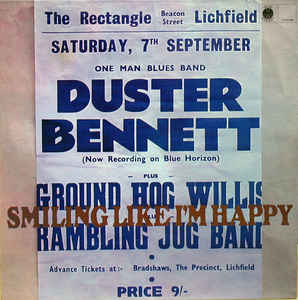 The Rectangle Beacon Street Lichfield
SATURDAY, 7TH SEPTEMBER
ONE MAN BLUES BAND
DUSTER
BENNETT
(Now Recording on Blue Horizon)
- PLUS -
GROUND HOG WILLIS
SMILING LIKE I'M HAPPY
RAMBLING JUG BAND
Advance Tickets at :- Bradshaws, The Precinct, Lichfield
PRICE 9/-